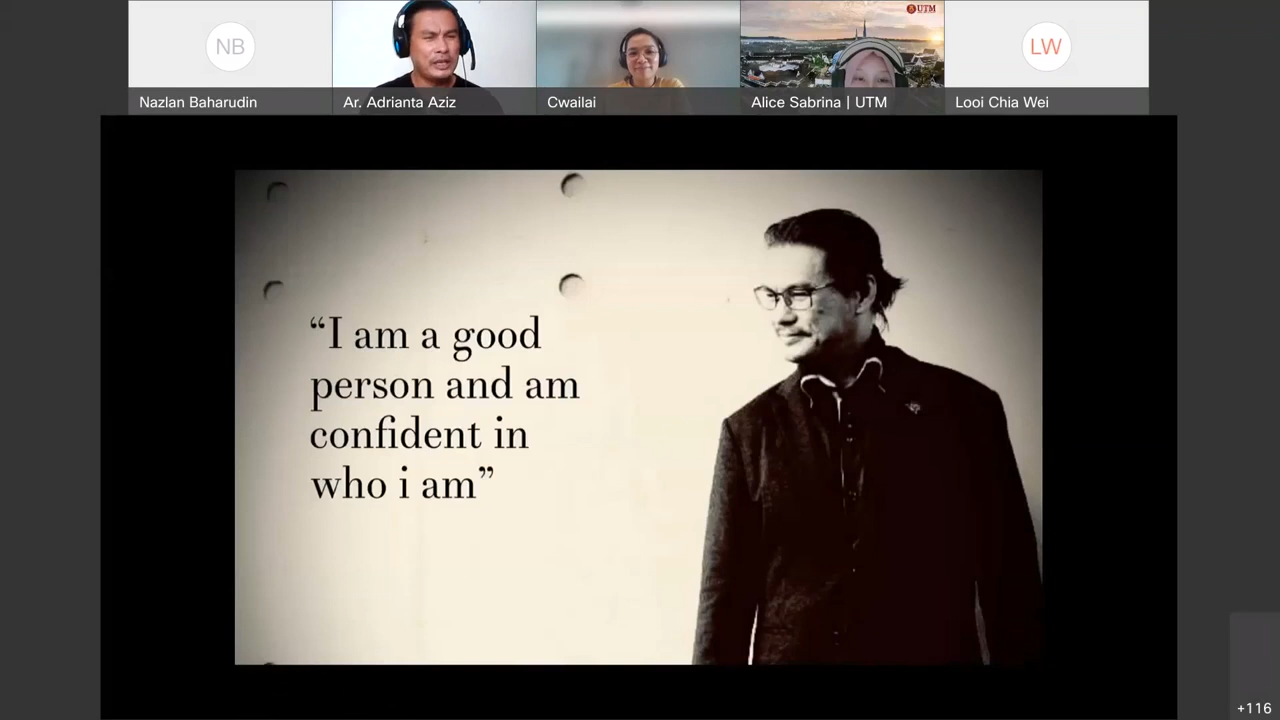 NB
LW
UTM
Nazlan Baharudin
Ar. Adrianta Aziz
Cwailai
Alice Sabrina | UTM
Looi Chia Wei
“I am a good
person and am
confident in
who i am”
+116